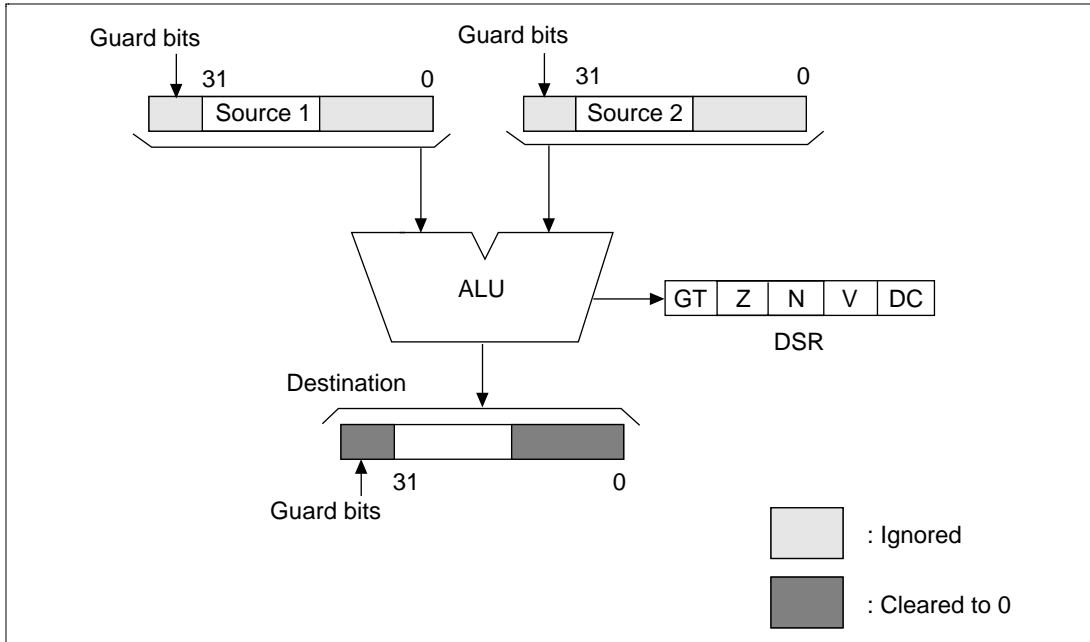 Guard bits
Guard bits
31 0
31 0
Source 1
Source 2
ALU
GT Z N V DC
DSR
Destination
31 0
Guard bits
: Ignored
: Cleared to 0